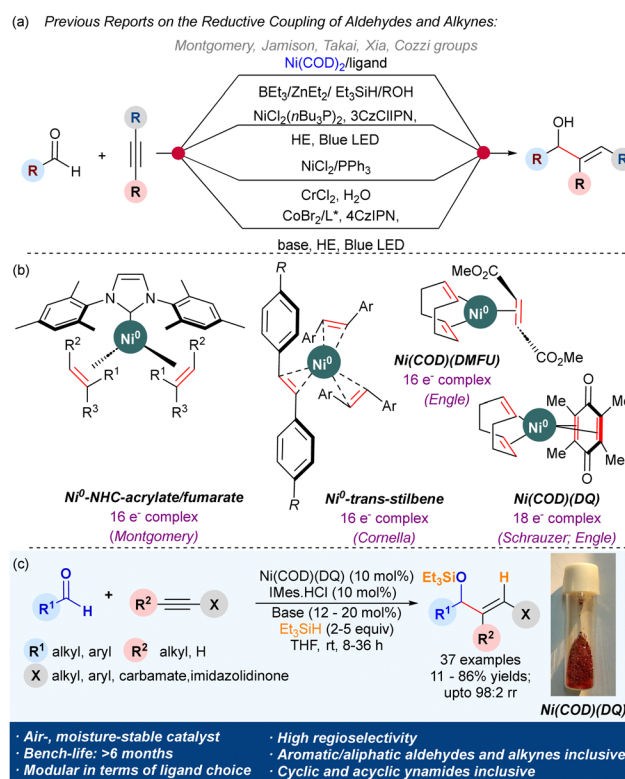 (a) Previous Reports on the Reductive Coupling of Aldehydes and Alkynes:
Montgomery, Jamison, Takai, Xia, Cozzi groups
Ni(COD)2/ligand
BEt3/ZnEt2/ Et3SiH/ROH
NiCl2(nBu3P)2, 3CzClIPN,
HE, Blue LED
NiCl2/PPh3
CrCl2, H2O
CoBr2/L*, 4CzIPN,
base, HE, Blue LED
O
R H
+
R
R
OH
R R
R
(b)
Ni0
R2 R1 R3
R2 R1 R3
Ni0-NHC-acrylate/fumarate
16 e- complex
(Montgomery)
R
Ar Ar
Ni0
Ar Ar
R
Ni0-trans-stilbene
16 e- complex
(Cornella)
MeO2C
Ni0
CO2Me
Ni(COD)(DMFU)
16 e- complex
(Engle)
O
Me Me
Ni0
Me Me
O
Ni(COD)(DQ)
18 e- complex
(Schrauzer; Engle)
(c)
O
R1 H
+
R2 X
Ni(COD)(DQ) (10 mol%)
IMes.HCl (10 mol%)
Base (12 - 20 mol%)
Et3SiH (2-5 equiv)
THF, rt, 8-36 h
Et3SiO H
R1 X
R2
R1 alkyl, aryl R2 alkyl, H
X alkyl, aryl, carbamate,imidazolidinone
37 examples
11 - 86% yields;
upto 98:2 rr
Ni(COD)(DQ)
· Air-, moisture-stable catalyst
· Bench-life: >6 months
· Modular in terms of ligand choice
· High regioselectivity
· Aromatic/aliphatic aldehydes and alkynes inclusive
· Cyclic and acyclic ynamides inclusive